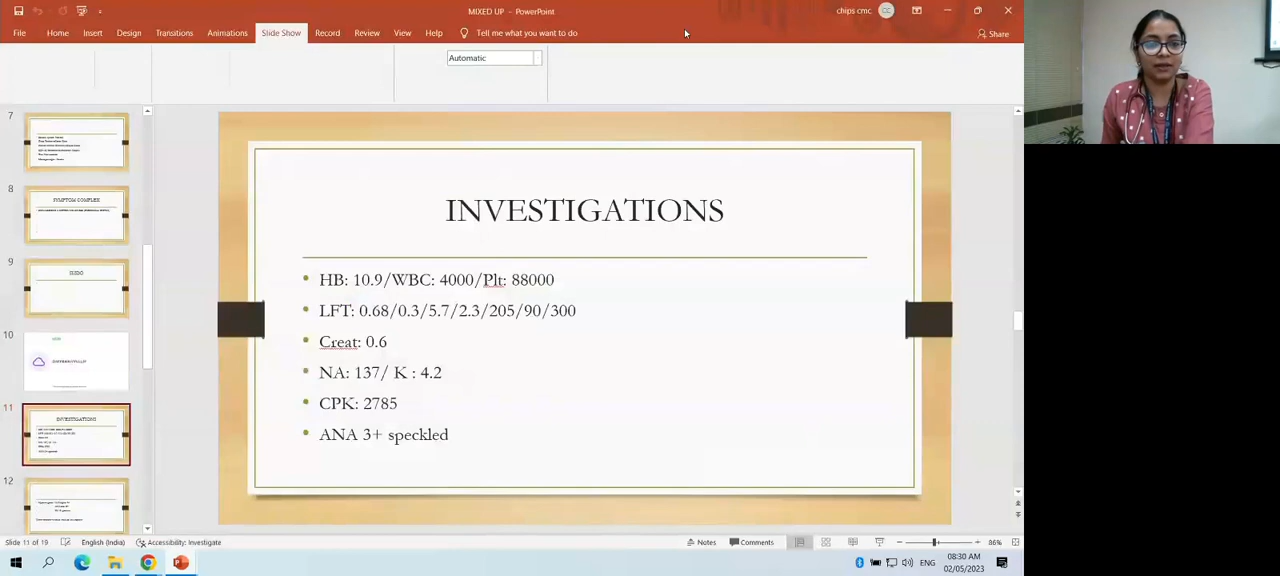 MIXED UP - PowerPoint
chips cmc
CC
File Home Insert Design Transitions Animations Slide Show Record Review View Help Tell me what you want to do Share
Automatic
7
8
SYMPTOM COMPLEX
9
10
11
INVESTIGATIONS
12
INVESTIGATIONS
• HB: 10.9/WBC: 4000/Plt: 88000
• LFT: 0.68/0.3/5.7/2.3/205/90/300
• Creat: 0.6
• NA: 137/ K : 4.2
• CPK: 2785
• ANA 3+ speckled
Slide 11 of 19 English (India) Accessibility: Investigate Notes Comments 86%
ENG
08:30 AM
02/05/2023